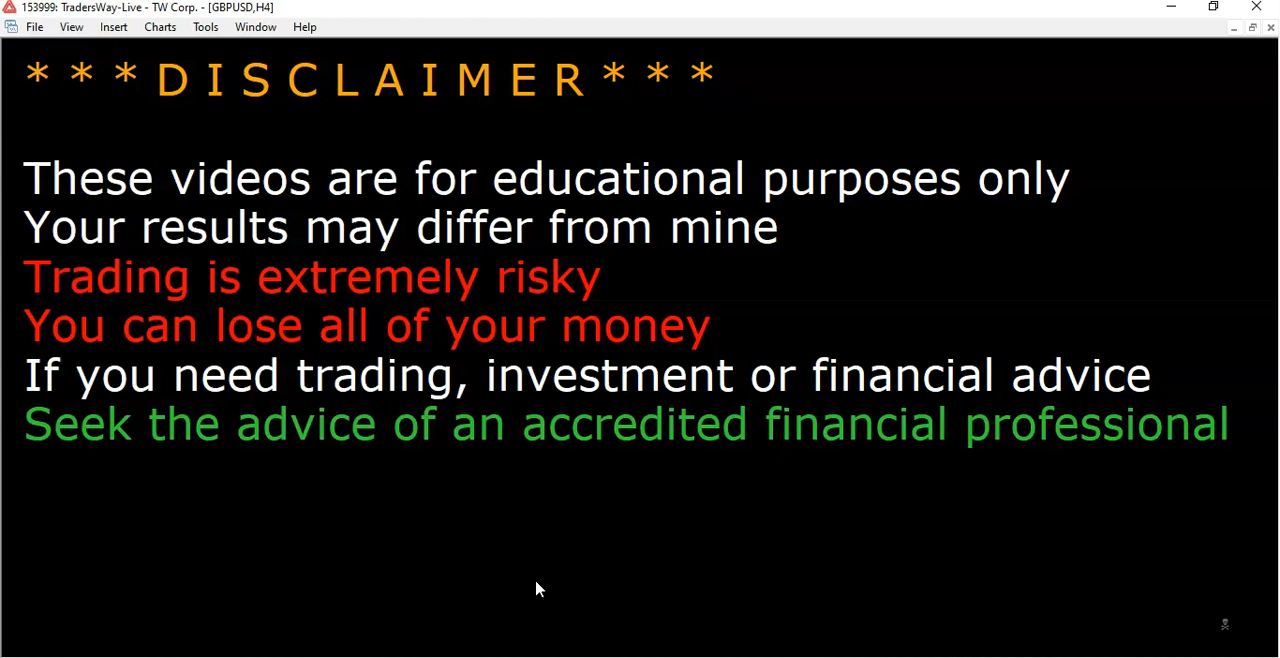 153999: TradersWay-Live - TW Corp. - [GBPUSD,H4]
File View Insert Charts Tools Window Help
* * * D I S C L A I M E R * * *
These videos are for educational purposes only
Your results may differ from mine
Trading is extremely risky
You can lose all of your money
If you need trading, investment or financial advice
Seek the advice of an accredited financial professional